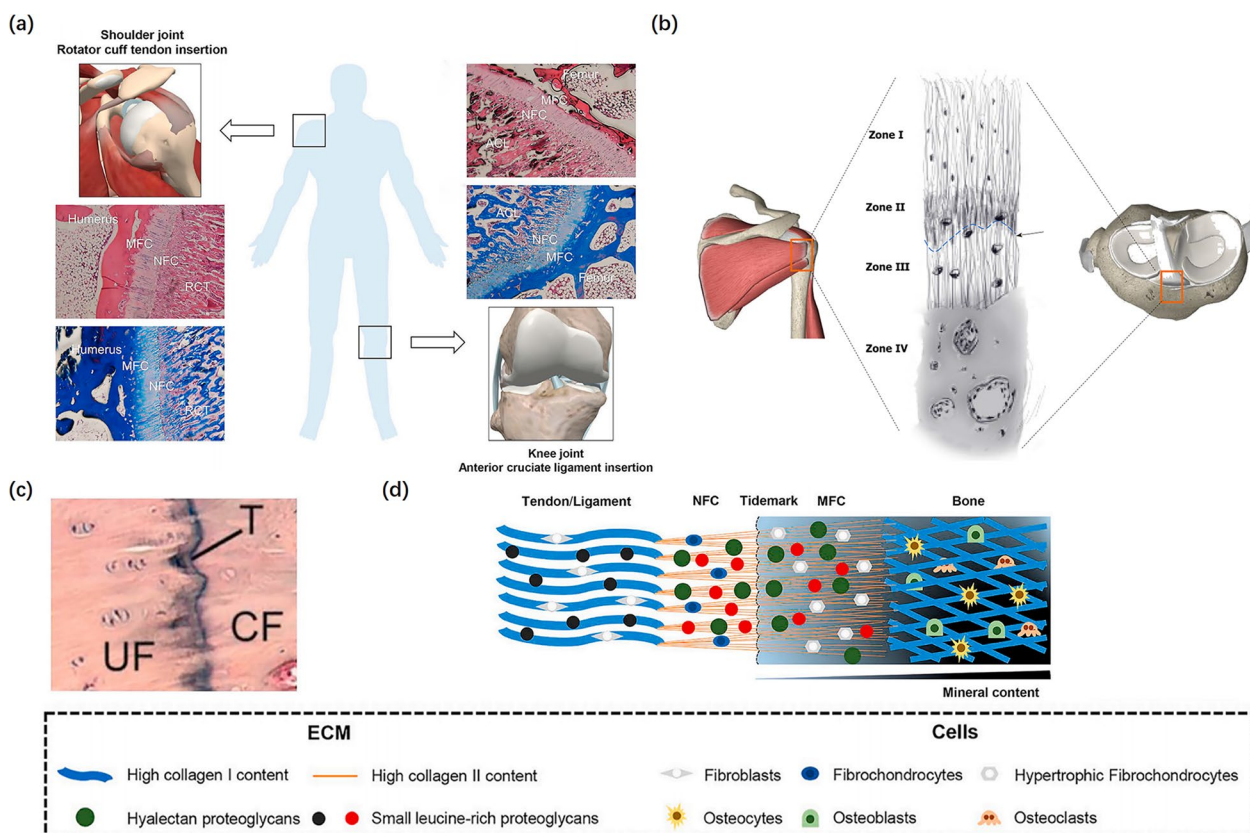 (a)
Shoulder joint
Rotator cuff tendon insertion
Humerus
MFC
NFC
RCT
Humerus
MFC
NFC
RCT
Femur
MFC
NFC
ACL
ACL
NFC
MFC
Femur
Knee joint
Anterior cruciate ligament insertion
(b)
Zone I
Zone II
Zone III
Zone IV
(c)
T
UF
CF
(d)
Tendon/Ligament NFC Tidemark MFC Bone
Mineral content
ECM Cells
High collagen I content High collagen II content Fibroblasts Fibrochondrocytes Hypertrophic Fibrochondrocytes
Hyalectan proteoglycans Small leucine-rich proteoglycans Osteocytes Osteoblasts Osteoclasts